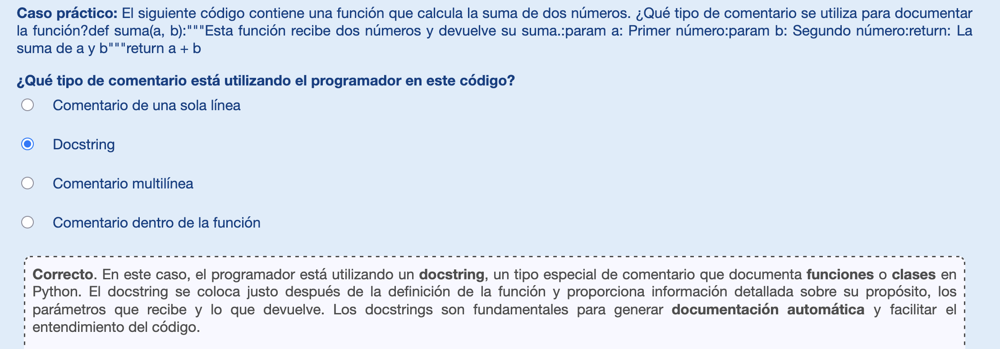 Caso práctico: El siguiente código contiene una función que calcula la suma de dos números. ¿Qué tipo de comentario se utiliza para documentar
la función?def suma(a, b):"""Esta función recibe dos números y devuelve su suma.:param a: Primer número:param b: Segundo número:return: La
suma de a y b"""return a + b
¿Qué tipo de comentario está utilizando el programador en este código?
Comentario de una sola línea
Docstring
Comentario multilínea
Comentario dentro de la función
Correcto. En este caso, el programador está utilizando un docstring, un tipo especial de comentario que documenta funciones o clases en
Python. El docstring se coloca justo después de la definición de la función y proporciona información detallada sobre su propósito, los
parámetros que recibe y lo que devuelve. Los docstrings son fundamentales para generar documentación automática y facilitar el
entendimiento del código.